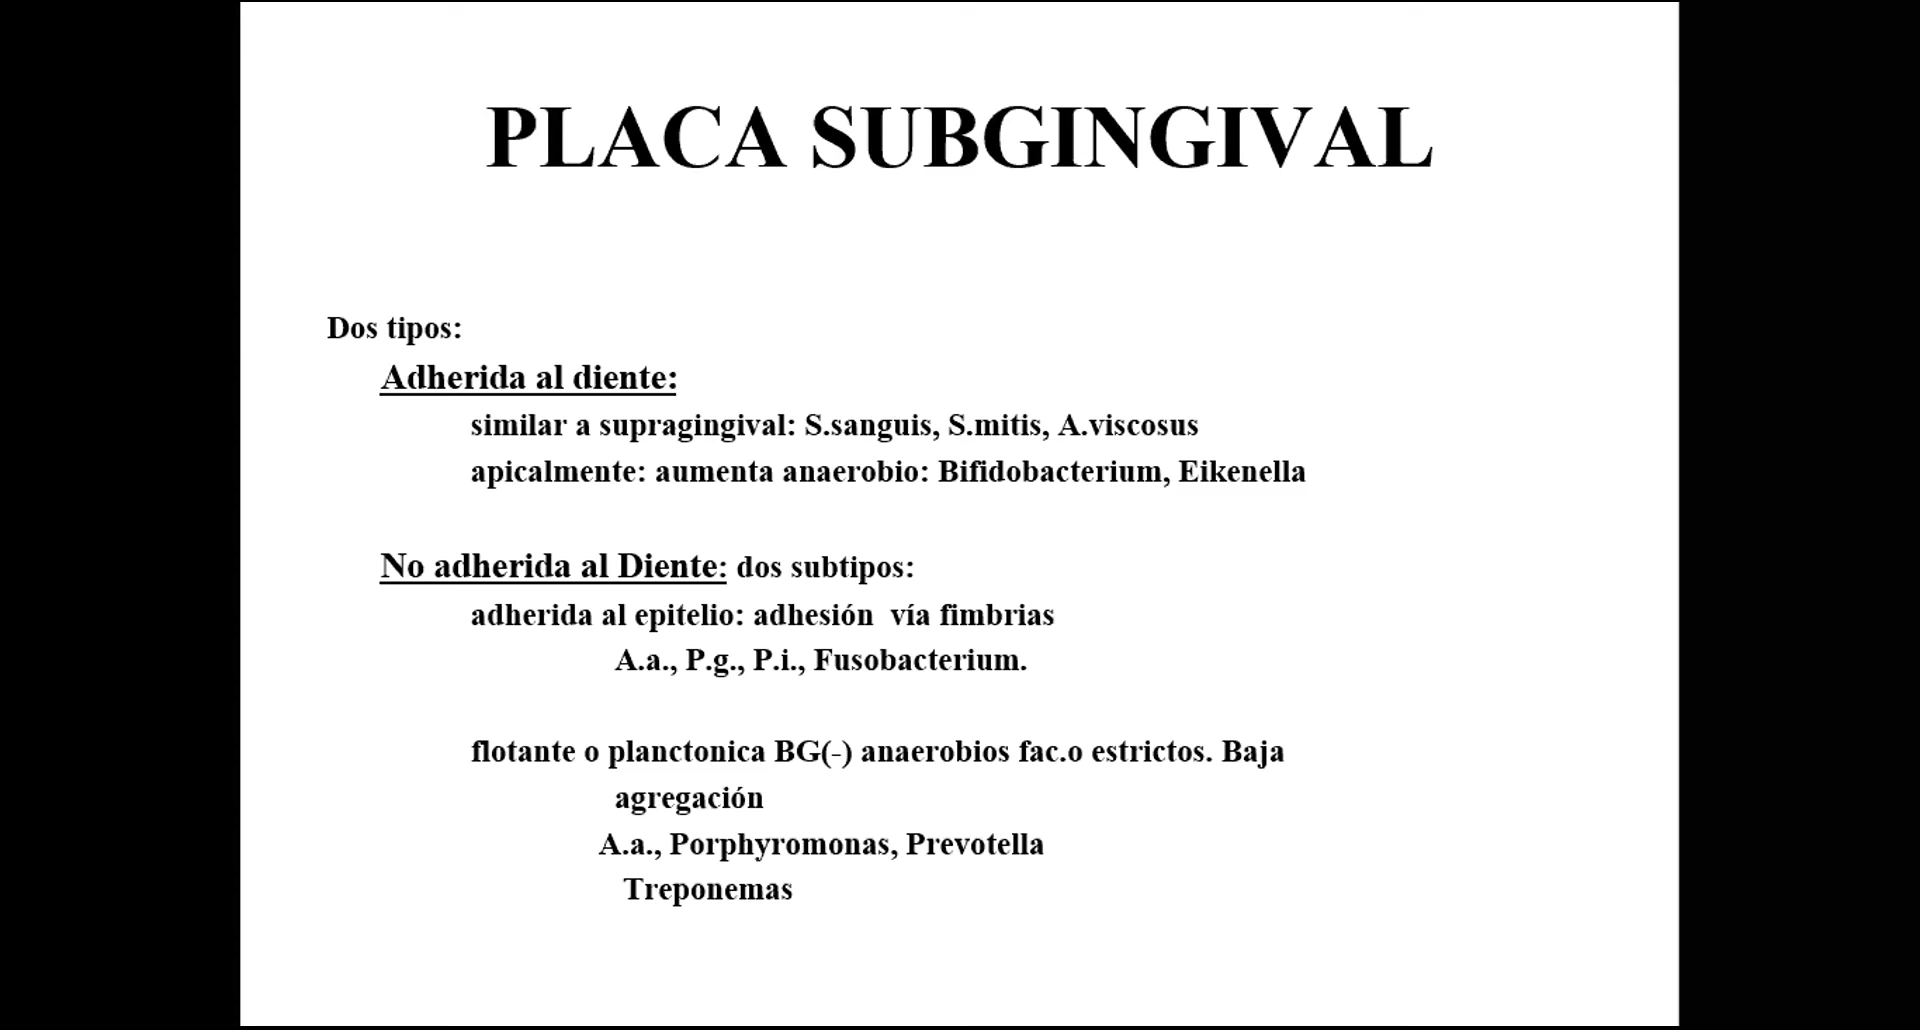 PLACA SUBGINGIVAL
Dos tipos:
Adherida al diente:
similar a supragingival: S.sanguis, S.mitis, A.viscosus
apicalmente: aumenta anaerobio: Bifidobacterium, Eikenella
No adherida al Diente: dos subtipos:
adherida al epitelio: adhesión vía fimbrias
A.a., P.g., P.i., Fusobacterium.
flotante o planctonica BG(-) anaerobios fac.o estrictos. Baja
agregación
A.a., Porphyromonas, Prevotella
Treponemas